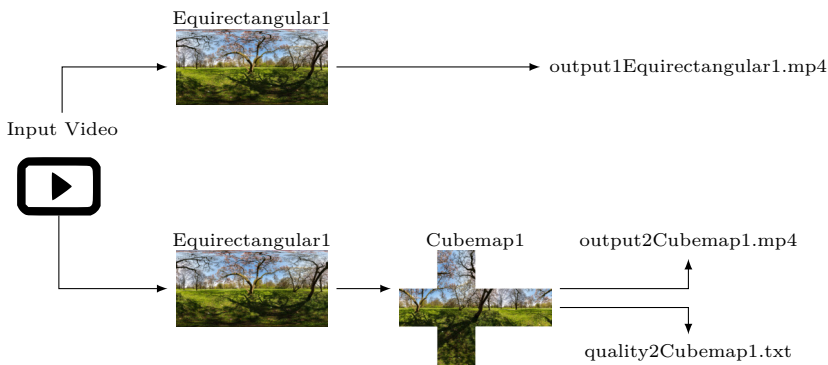 Equirectangular1
output1Equirectangular1.mp4
Input Video
Equirectangular1
Cubemap1
output2Cubemap1.mp4
quality2Cubemap1.txt